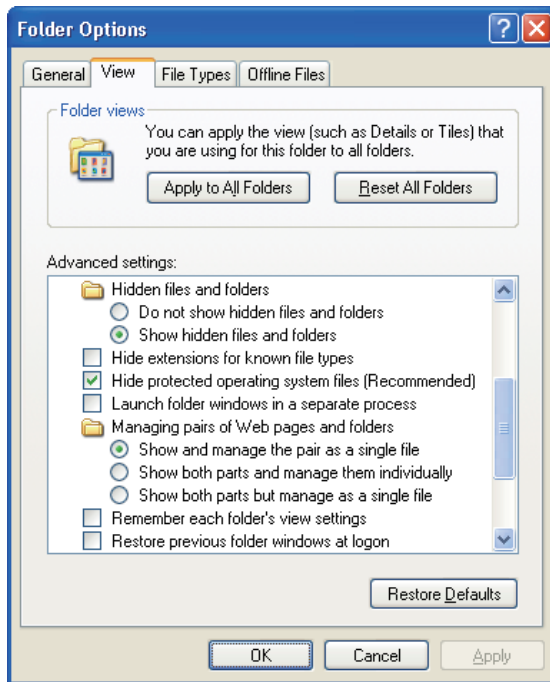 Folder Options
General View File Types Offline Files
Folder views
You can apply the view (such as Details or Tiles) that
you are using for this folder to all folders.
Apply to All Folders Reset All Folders
Advanced settings:
Hidden files and folders
Do not show hidden files and folders
Show hidden files and folders
Hide extensions for known file types
Hide protected operating system files (Recommended)
Launch folder windows in a separate process
Managing pairs of Web pages and folders
Show and manage the pair as a single file
Show both parts and manage them individually
Show both parts but manage as a single file
Remember each folder's view settings
Restore previous folder windows at logon
Restore Defaults
OK Cancel Apply